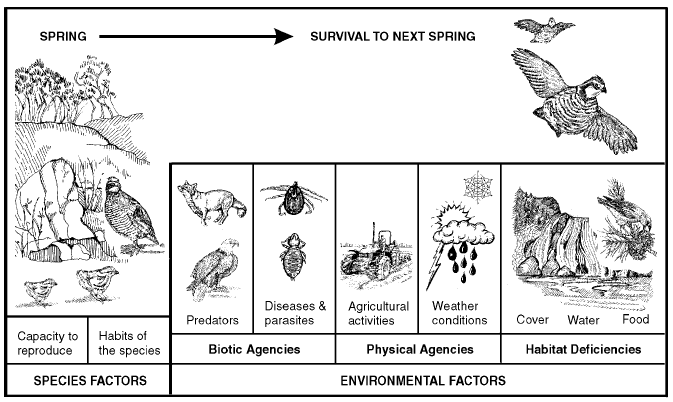 SPRING
SURVIVAL TO NEXT SPRING
Predators
Diseases &
parasites
Agricultural
activities
Weather
conditions
Cover
Water
Food
Capacity to
reproduce
Habits of
the species
Biotic Agencies
Physical Agencies
Habitat Deficiencies
SPECIES FACTORS
ENVIRONMENTAL FACTORS